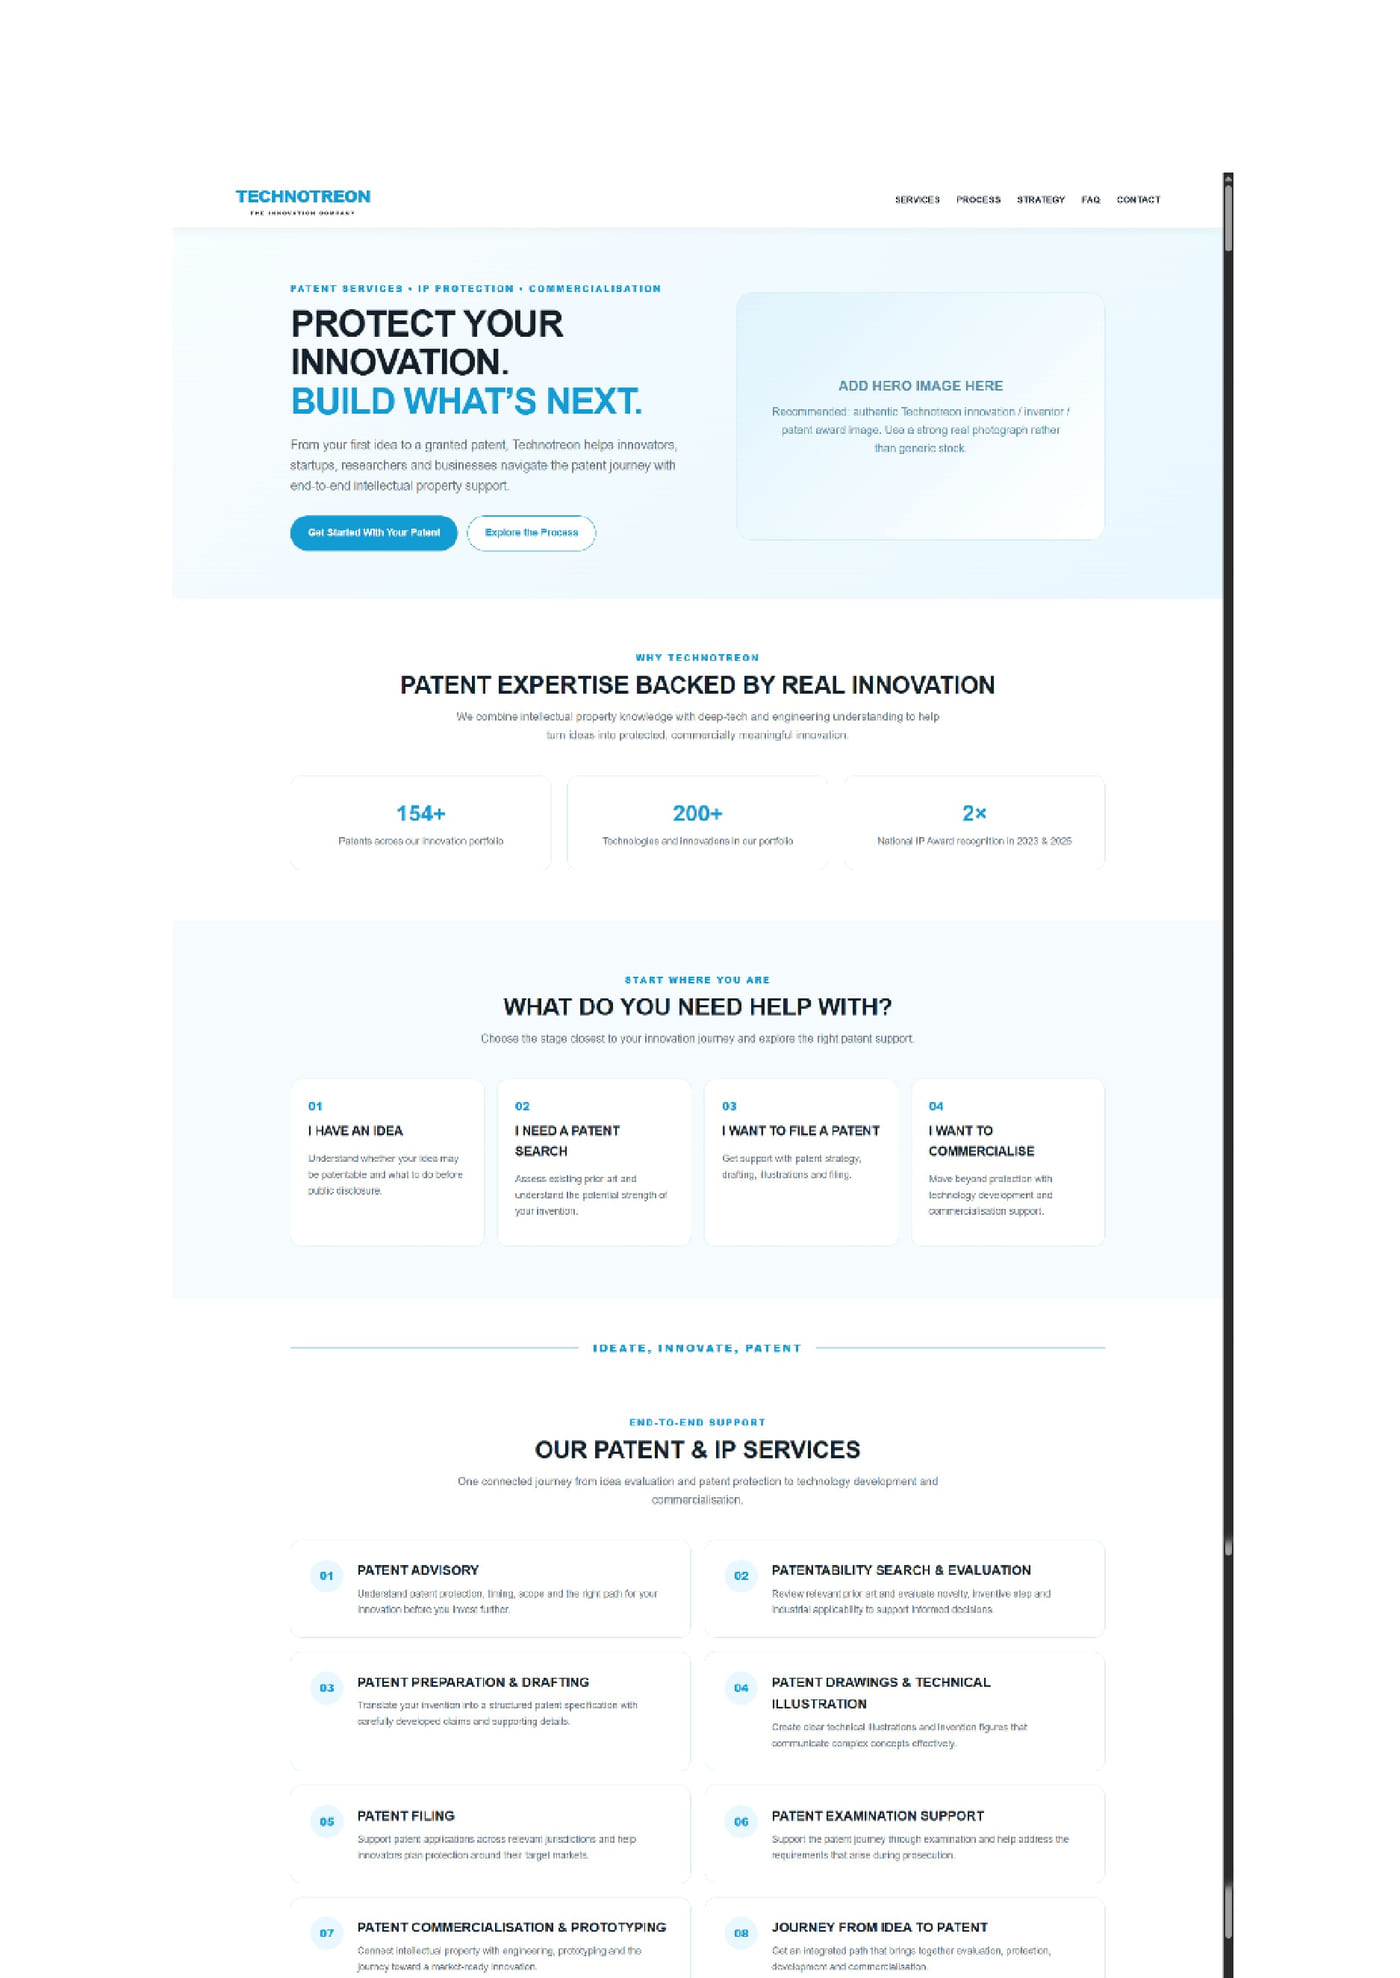 TECHNOTREON
THE INNOVATION COMPANY
SERVICES PROCESS STRATEGY FAQ CONTACT
PATENT SERVICES • IP PROTECTION • COMMERCIALISATION
PROTECT YOUR
INNOVATION.
BUILD WHAT'S NEXT.
From your first idea to a granted patent, Technotreon helps innovators,
startups, researchers and businesses navigate the patent journey with
end-to-end intellectual property support.
Get Started With Your Patent
Explore the Process
ADD HERO IMAGE HERE
Recommended: authentic Technotreon innovation / inventor /
patent award image. Use a strong real photograph rather
than generic stock.
WHY TECHNOTREON
PATENT EXPERTISE BACKED BY REAL INNOVATION
We combine intellectual property knowledge with deep-tech and engineering understanding to help
turn ideas into protected, commercially meaningful innovation.
154+
Patents across our innovation portfolio
200+
Technologies and innovations in our portfolio
2×
National IP Award recognition in 2023 & 2025
START WHERE YOU ARE
WHAT DO YOU NEED HELP WITH?
Choose the stage closest to your innovation journey and explore the right patent support.
01
I HAVE AN IDEA
Understand whether your idea may
be patentable and what to do before
public disclosure.
02
I NEED A PATENT
SEARCH
Assess existing prior art and
understand the potential strength of
your invention.
03
I WANT TO FILE A PATENT
Get support with patent strategy,
drafting, illustrations and filing.
04
I WANT TO
COMMERCIALISE
Move beyond protection with
technology development and
commercialisation support.
IDEATE, INNOVATE, PATENT
END-TO-END SUPPORT
OUR PATENT & IP SERVICES
One connected journey from idea evaluation and patent protection to technology development and
commercialisation.
01
PATENT ADVISORY
Understand patent protection, timing, scope and the right path for your
innovation before you invest further.
02
PATENTABILITY SEARCH & EVALUATION
Review relevant prior art and evaluate novelty, inventive step and
industrial applicability to support informed decisions.
03
PATENT PREPARATION & DRAFTING
Translate your invention into a structured patent specification with
carefully developed claims and supporting details.
04
PATENT DRAWINGS & TECHNICAL
ILLUSTRATION
Create clear technical illustrations and invention figures that
communicate complex concepts effectively.
05
PATENT FILING
Support patent applications across relevant jurisdictions and help
innovators plan protection around their target markets.
06
PATENT EXAMINATION SUPPORT
Support the patent journey through examination and help address the
requirements that arise during prosecution.
07
PATENT COMMERCIALISATION & PROTOTYPING
Connect intellectual property with engineering, prototyping and the
journey toward a market-ready innovation.
08
JOURNEY FROM IDEA TO PATENT
Get an integrated path that brings together evaluation, protection,
development and commercialisation.